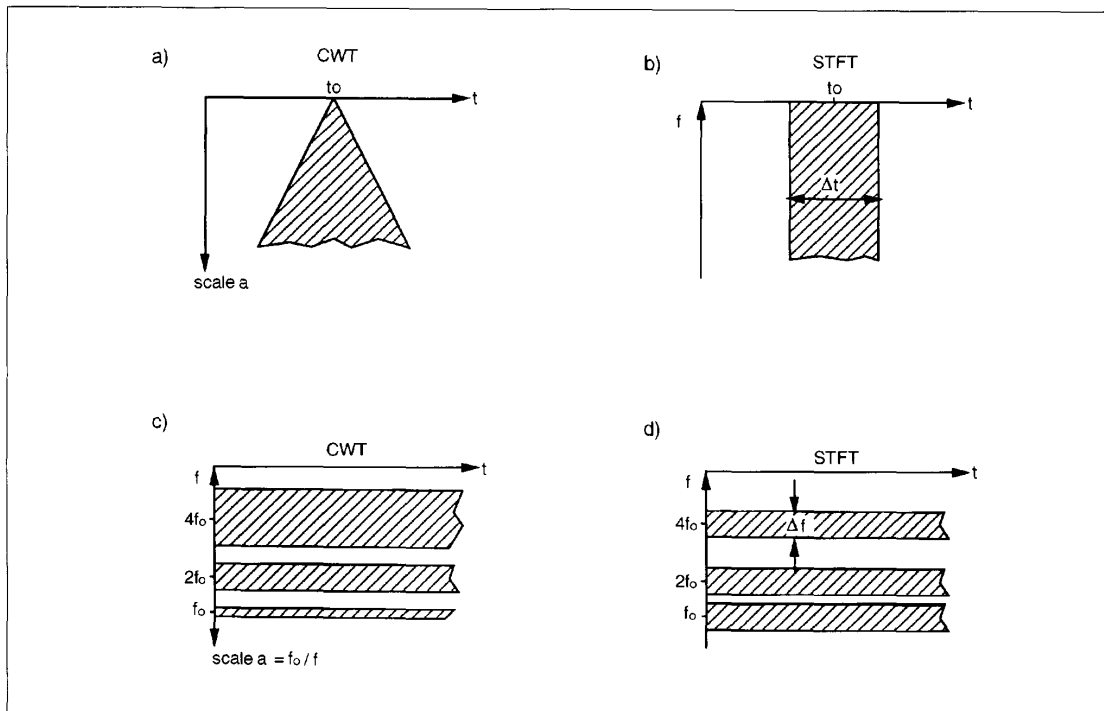 a)
CWT
to
t
scale a
b)
STFT
to
t
f
Δt
c)
CWT
t
f
4fo
2fo
fo
scale a = fo / f
d)
STFT
t
f
4fo
Δf
2fo
fo